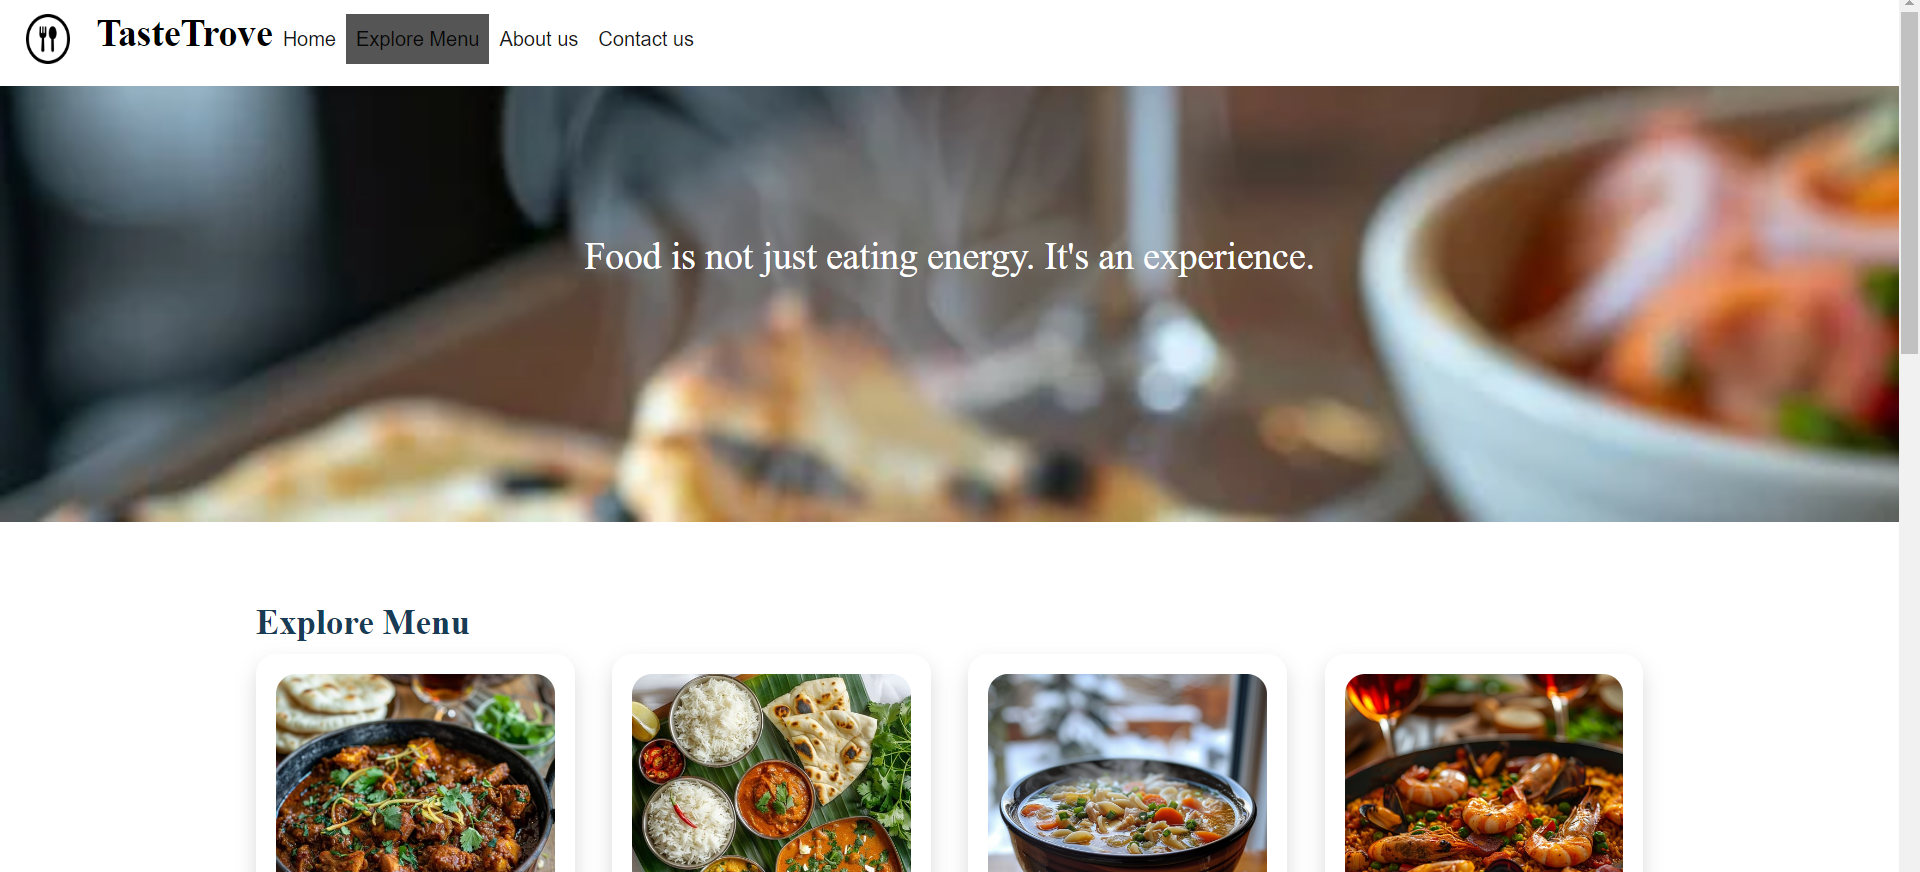 TasteTrove Home Explore Menu About us Contact us
Food is not just eating energy. It's an experience.
Explore Menu